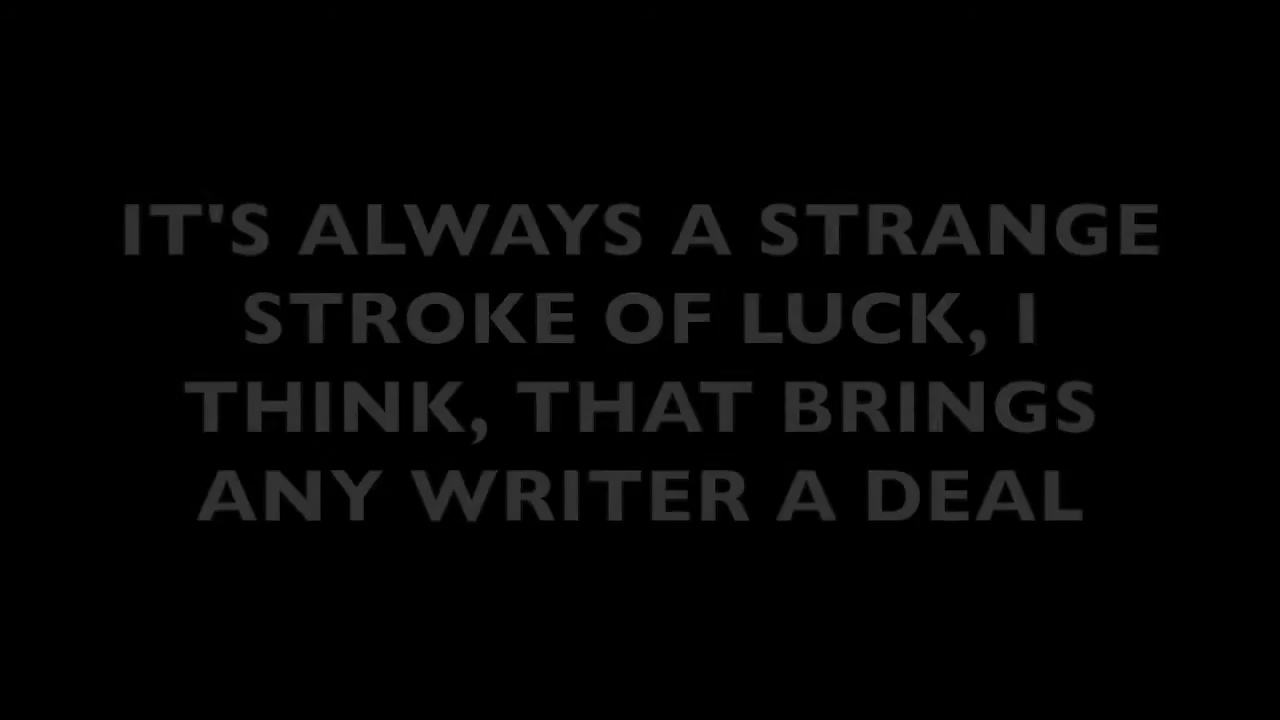 IT'S ALWAYS A STRANGE
STROKE OF LUCK, I
THINK, THAT BRINGS
ANY WRITER A DEAL